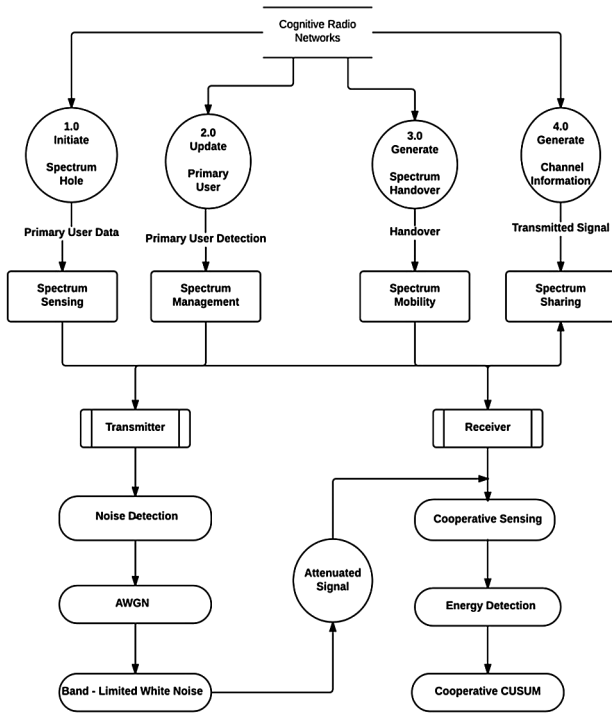 Cognitive Radio
Networks
1.0
Initiate
Spectrum
Hole
2.0
Update
Primary
User
3.0
Generate
Spectrum
Handover
4.0
Generate
Channel
Information
Primary User Data
Primary User Detection
Handover
Transmitted Signal
Spectrum
Sensing
Spectrum
Management
Spectrum
Mobility
Spectrum
Sharing
Transmitter
Receiver
Noise Detection
Cooperative Sensing
Attenuated
Signal
AWGN
Energy Detection
Band - Limited White Noise
Cooperative CUSUM